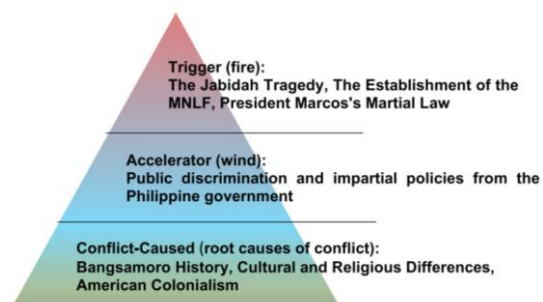 Trigger (fire):
The Jabidah Tragedy, The Establishment of the
MNLF, President Marcos's Martial Law
Accelerator (wind):
Public discrimination and impartial policies from the
Philippine government
Conflict-Caused (root causes of conflict):
Bangsamoro History, Cultural and Religious Differences,
American Colonialism